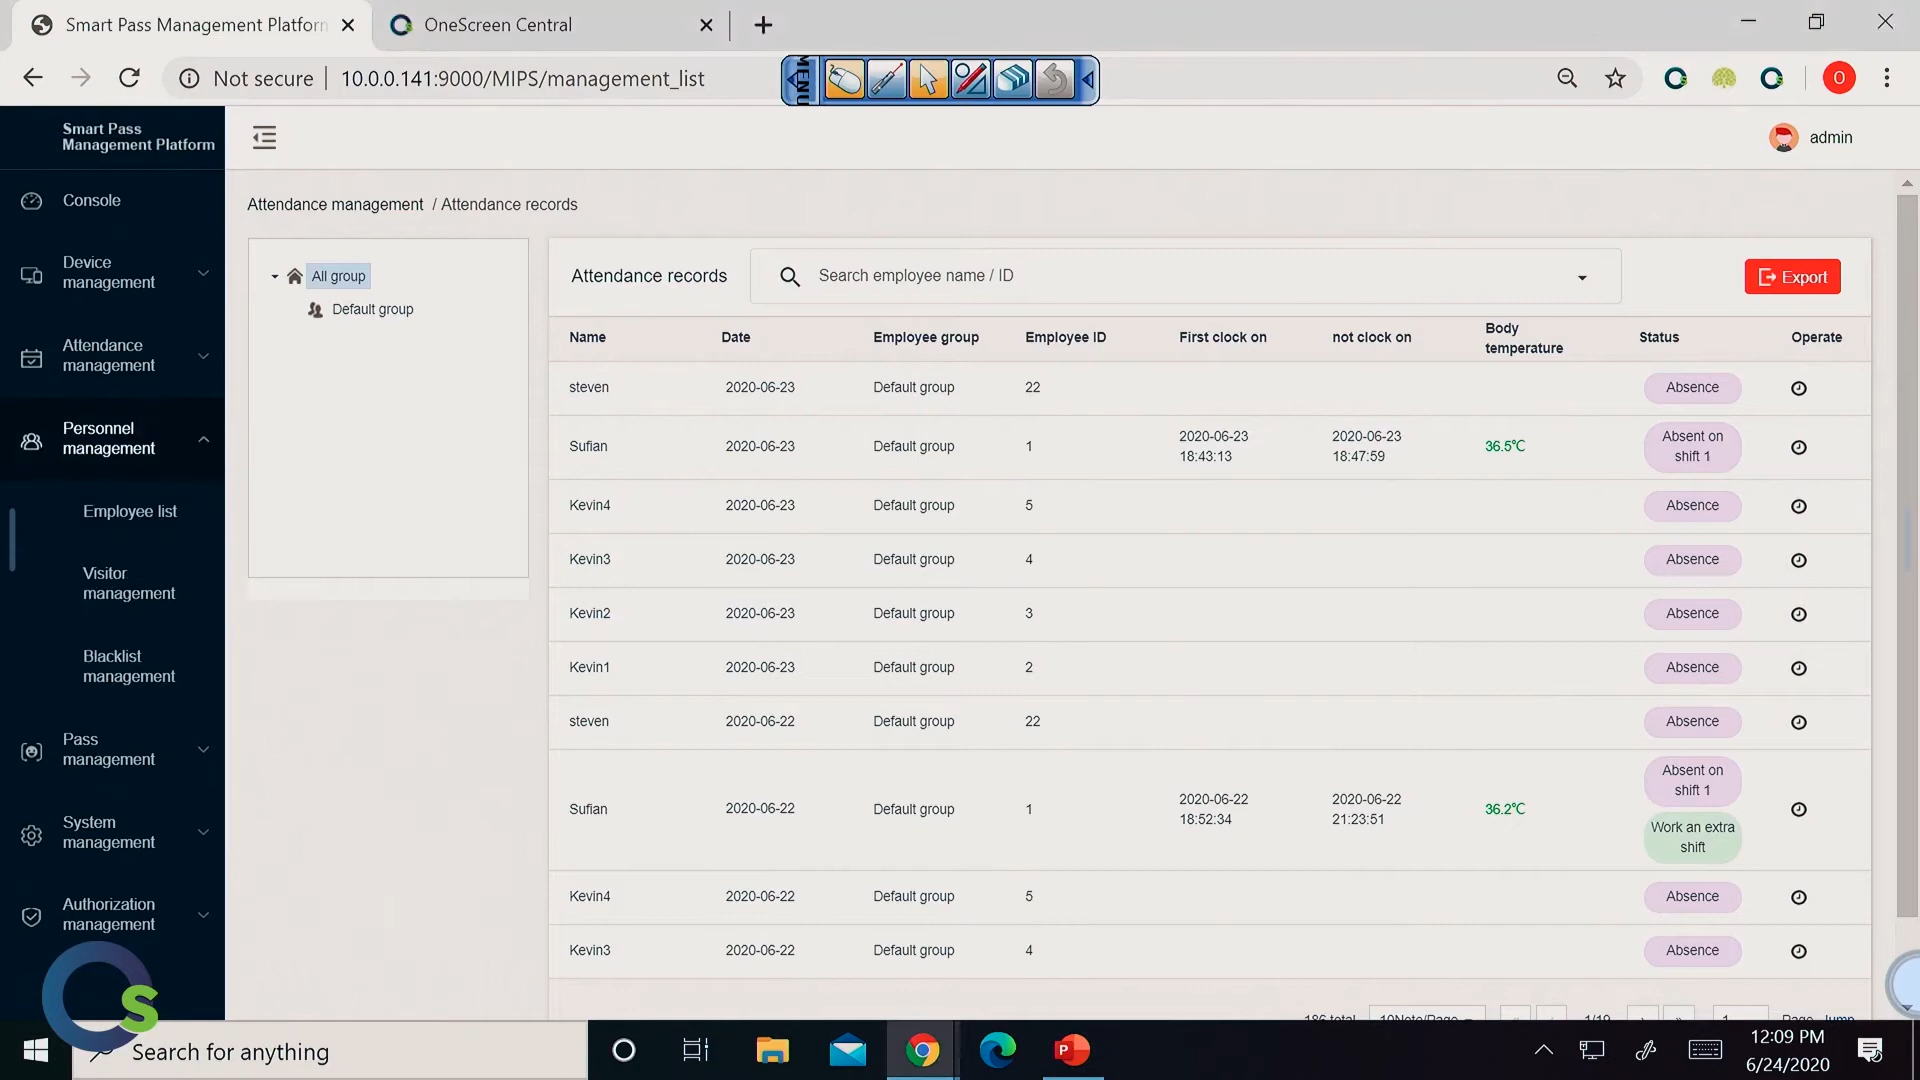 Smart Pass Management Platform
OneScreen Central
Not secure
10.0.0.141:9000/MIPS/management_list
MENU
O
Smart Pass
Management Platform
admin
Console
Device
management
Attendance
management
Personnel
management
Employee list
Visitor
management
Blacklist
management
Pass
management
System
management
Authorization
management
Attendance management / Attendance records
All group
Default group
Attendance records
Search employee name / ID
Export
Name Date Employee group Employee ID First clock on not clock on Body temperature Status Operate
steven 2020-06-23 Default group 22 Absence
Sufian 2020-06-23 Default group 1 2020-06-23 18:43:13 2020-06-23 18:47:59 36.5℃ Absent on shift 1
Kevin4 2020-06-23 Default group 5 Absence
Kevin3 2020-06-23 Default group 4 Absence
Kevin2 2020-06-23 Default group 3 Absence
Kevin1 2020-06-23 Default group 2 Absence
steven 2020-06-22 Default group 22 Absence
Sufian 2020-06-22 Default group 1 2020-06-22 18:52:34 2020-06-22 21:23:51 36.2℃ Absent on shift 1 Work an extra shift
Kevin4 2020-06-22 Default group 5 Absence
Kevin3 2020-06-22 Default group 4 Absence
186 total 10Note/Page 1/19 1 Page Jump
S
Search for anything
12:09 PM
6/24/2020